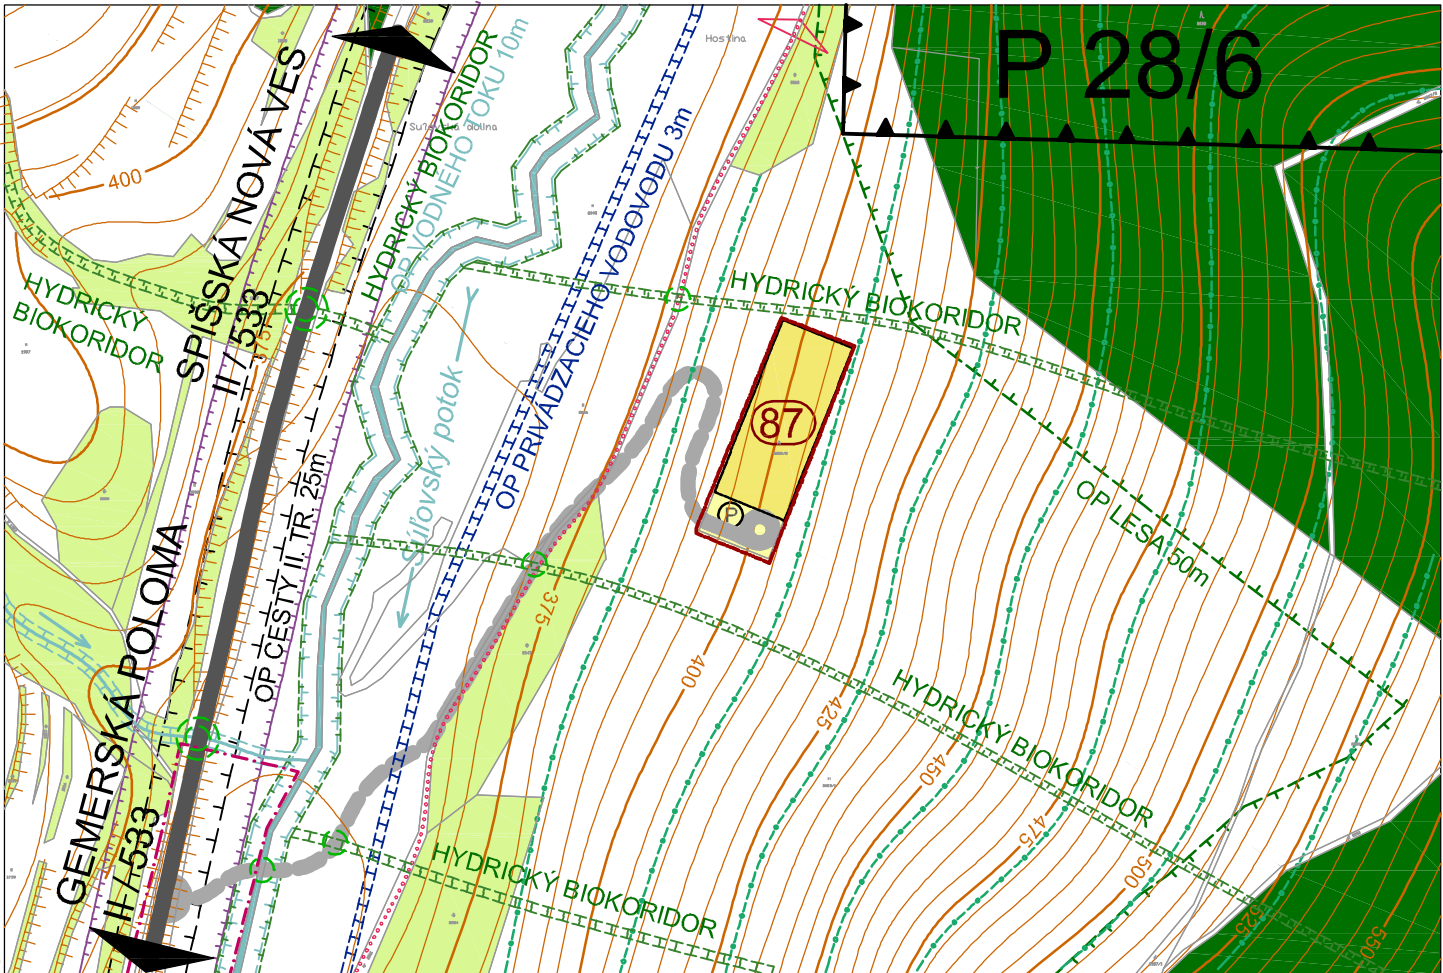 P 28/6
Hostina
SPIŠSKÁ NOVÁ VES
II / 533
HYDRICKÝ BIOKORIDOR
OP VODNÉHO TOKU 10m
OP PRIVÁDZACIEHO VODOVODU 3m
400
HYDRICKÝ
BIOKORIDOR
HYDRICKÝ BIOKORIDOR
375
87
P
Súľovský potok
OP CESTY II. TR. 25m
OP LESA 50m
GEMERSKÁ POLOMA
II / 533
375
400
425
450
475
500
525
550
HYDRICKÝ BIOKORIDOR
HYDRICKÝ BIOKORIDOR